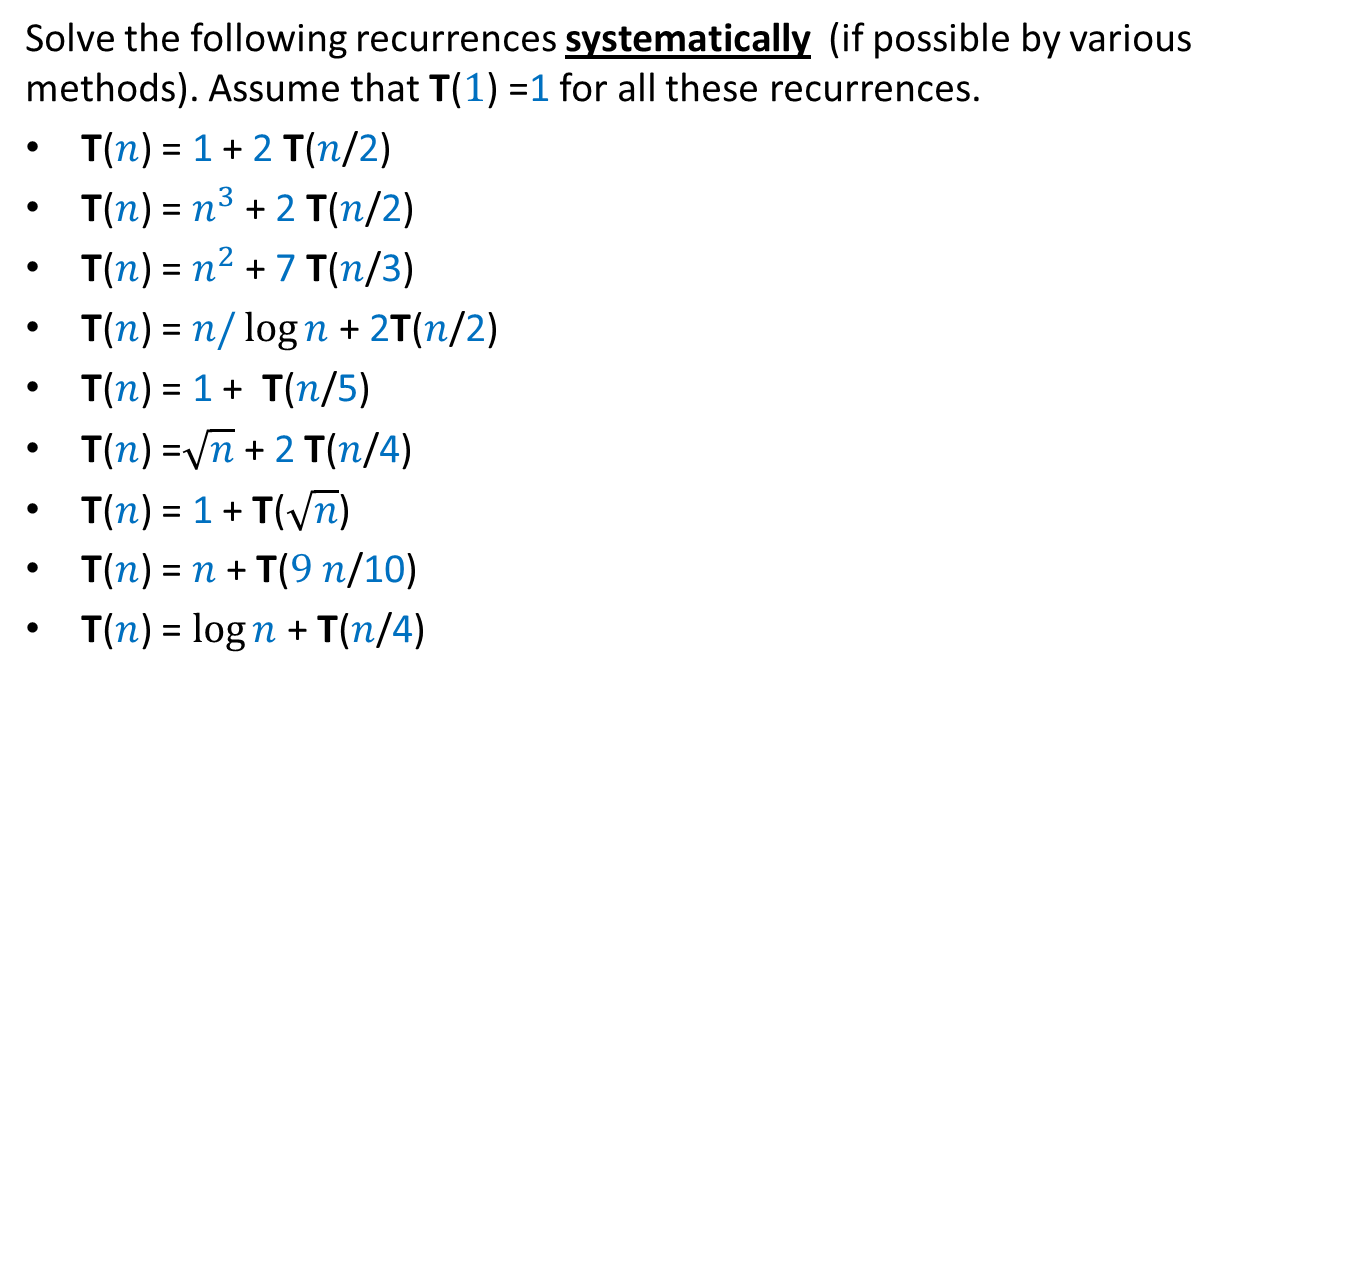 Solve the following recurrences systematically (if possible by various
methods). Assume that T(1) =1 for all these recurrences.
• T(n) = 1 + 2 T(n/2)
• T(n) = n³ + 2 T(n/2)
• T(n) = n² + 7 T(n/3)
• T(n) = n/ log n + 2T(n/2)
• T(n) = 1 + T(n/5)
• T(n) =√n + 2 T(n/4)
• T(n) = 1 + T(√n)
• T(n) = n + T(9 n/10)
• T(n) = log n + T(n/4)